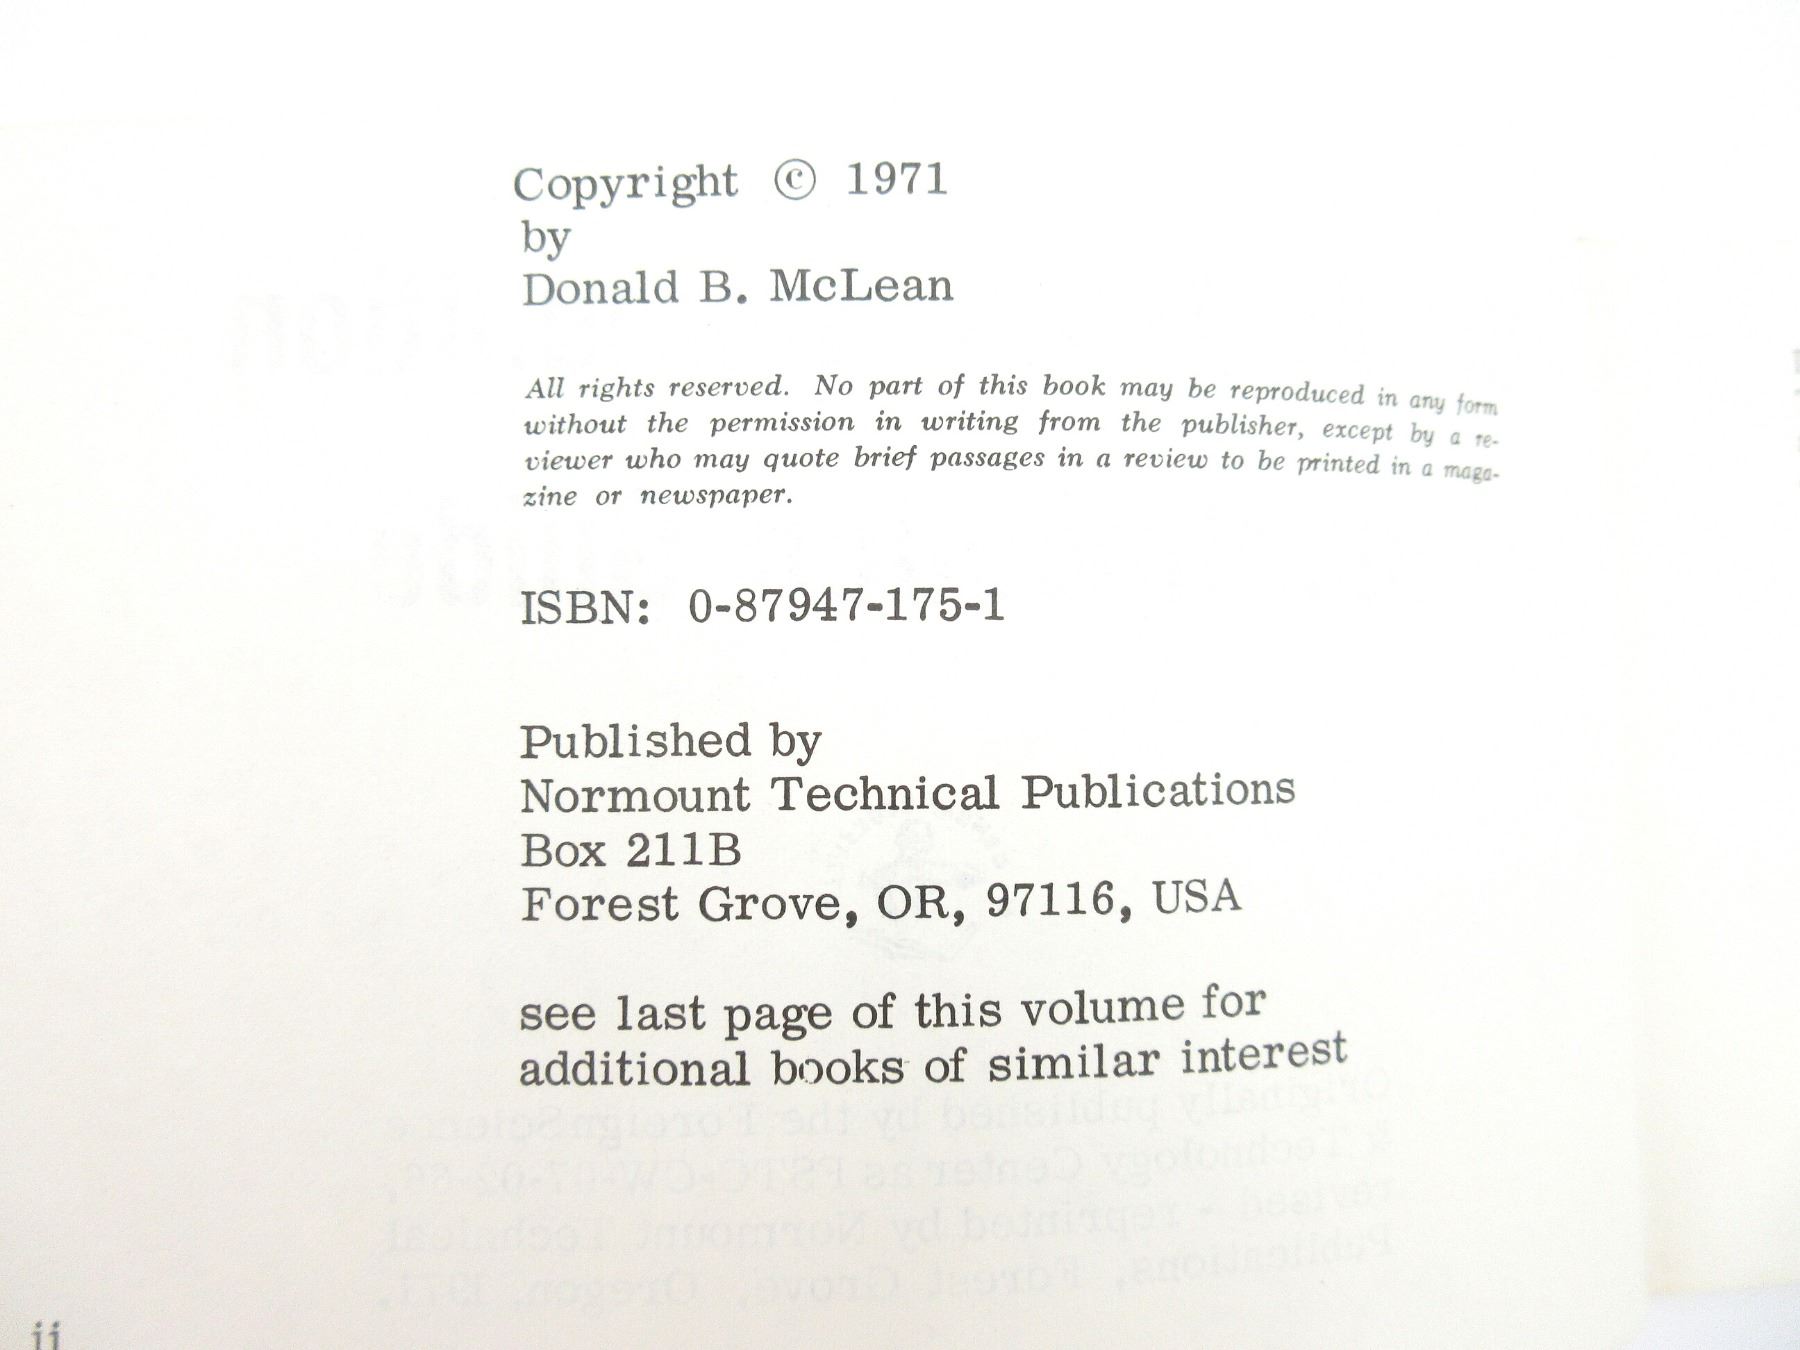 Copyright © 1971
by
Donald B. McLean
All rights reserved. No part of this book may be reproduced in any form
without the permission in writing from the publisher, except by a re-
viewer who may quote brief passages in a review to be printed in a maga-
zine or newspaper.
ISBN: 0-87947-175-1
Published by
Normount Technical Publications
Box 211B
Forest Grove, OR, 97116, USA
see last page of this volume for
additional books of similar interest
ii